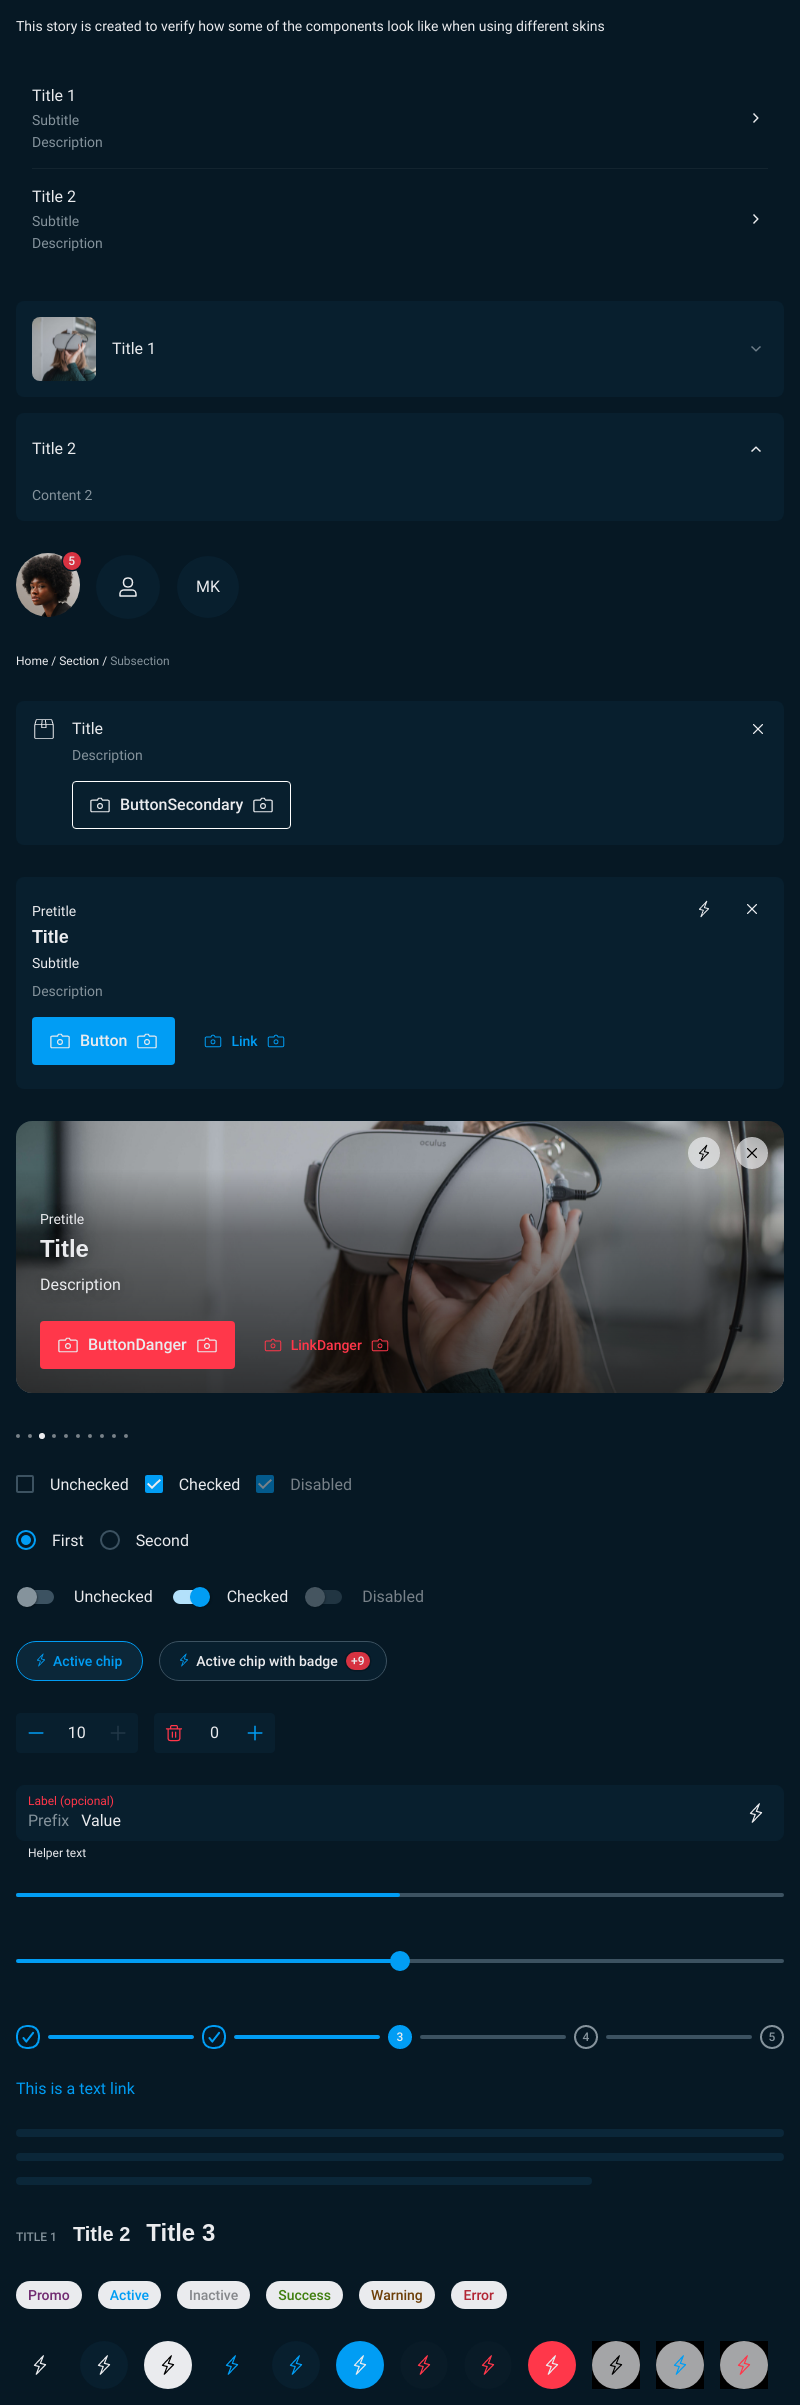 This story is created to verify how some of the components look like when using different skins
Title 1
Subtitle
Description
Title 2
Subtitle
Description
Title 1
Title 2
Content 2
5
MK
Home / Section / Subsection
Title
Description
ButtonSecondary
Pretitle
Title
Subtitle
Description
Button Link
oculus
Pretitle
Title
Description
ButtonDanger LinkDanger
Unchecked Checked Disabled
First Second
Unchecked Checked Disabled
Active chip Active chip with badge +9
10 0
Label (opcional)
Prefix Value
Helper text
3 4 5
This is a text link
TITLE 1 Title 2 Title 3
Promo Active Inactive Success Warning Error